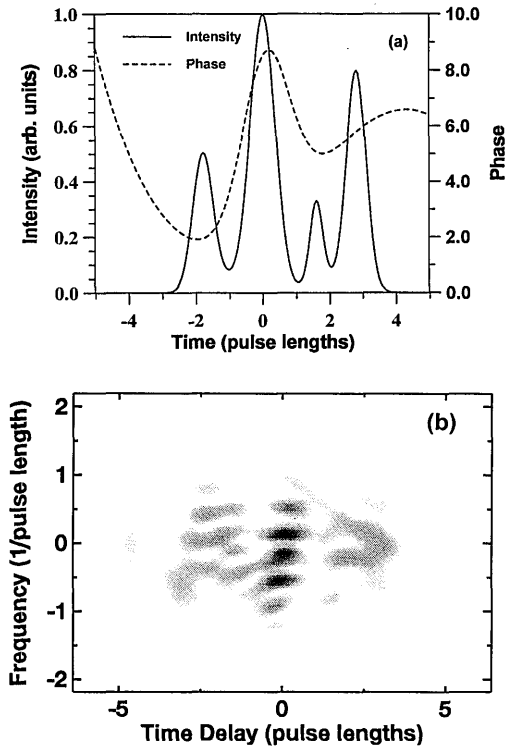 1.0
0.8
0.6
0.4
0.2
0.0
Intensity (arb. units)
Intensity
Phase
(a)
10.0
8.0
6.0
4.0
2.0
0.0
Phase
-4 -2 0 2 4
Time (pulse lengths)
(b)
2
1
0
-1
-2
Frequency (1/pulse length)
-5 0 5
Time Delay (pulse lengths)